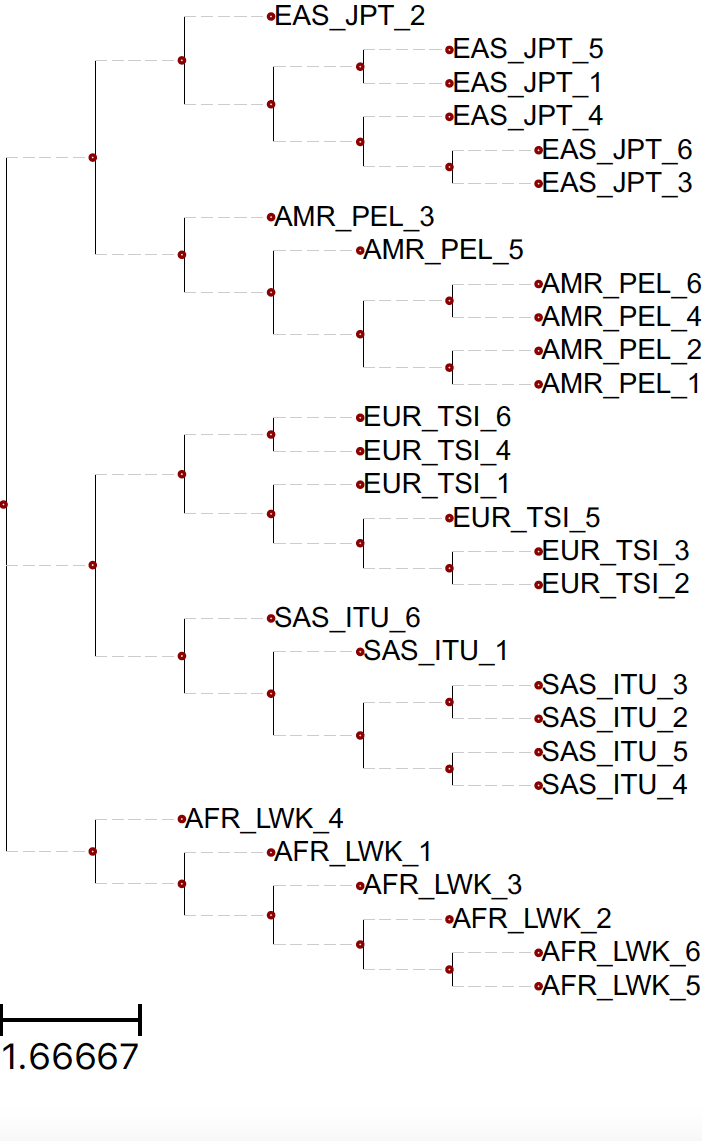 EAS_JPT_2
EAS_JPT_5
EAS_JPT_1
EAS_JPT_4
EAS_JPT_6
EAS_JPT_3
AMR_PEL_3
AMR_PEL_5
AMR_PEL_6
AMR_PEL_4
AMR_PEL_2
AMR_PEL_1
EUR_TSI_6
EUR_TSI_4
EUR_TSI_1
EUR_TSI_5
EUR_TSI_3
EUR_TSI_2
SAS_ITU_6
SAS_ITU_1
SAS_ITU_3
SAS_ITU_2
SAS_ITU_5
SAS_ITU_4
AFR_LWK_4
AFR_LWK_1
AFR_LWK_3
AFR_LWK_2
AFR_LWK_6
AFR_LWK_5
1.66667